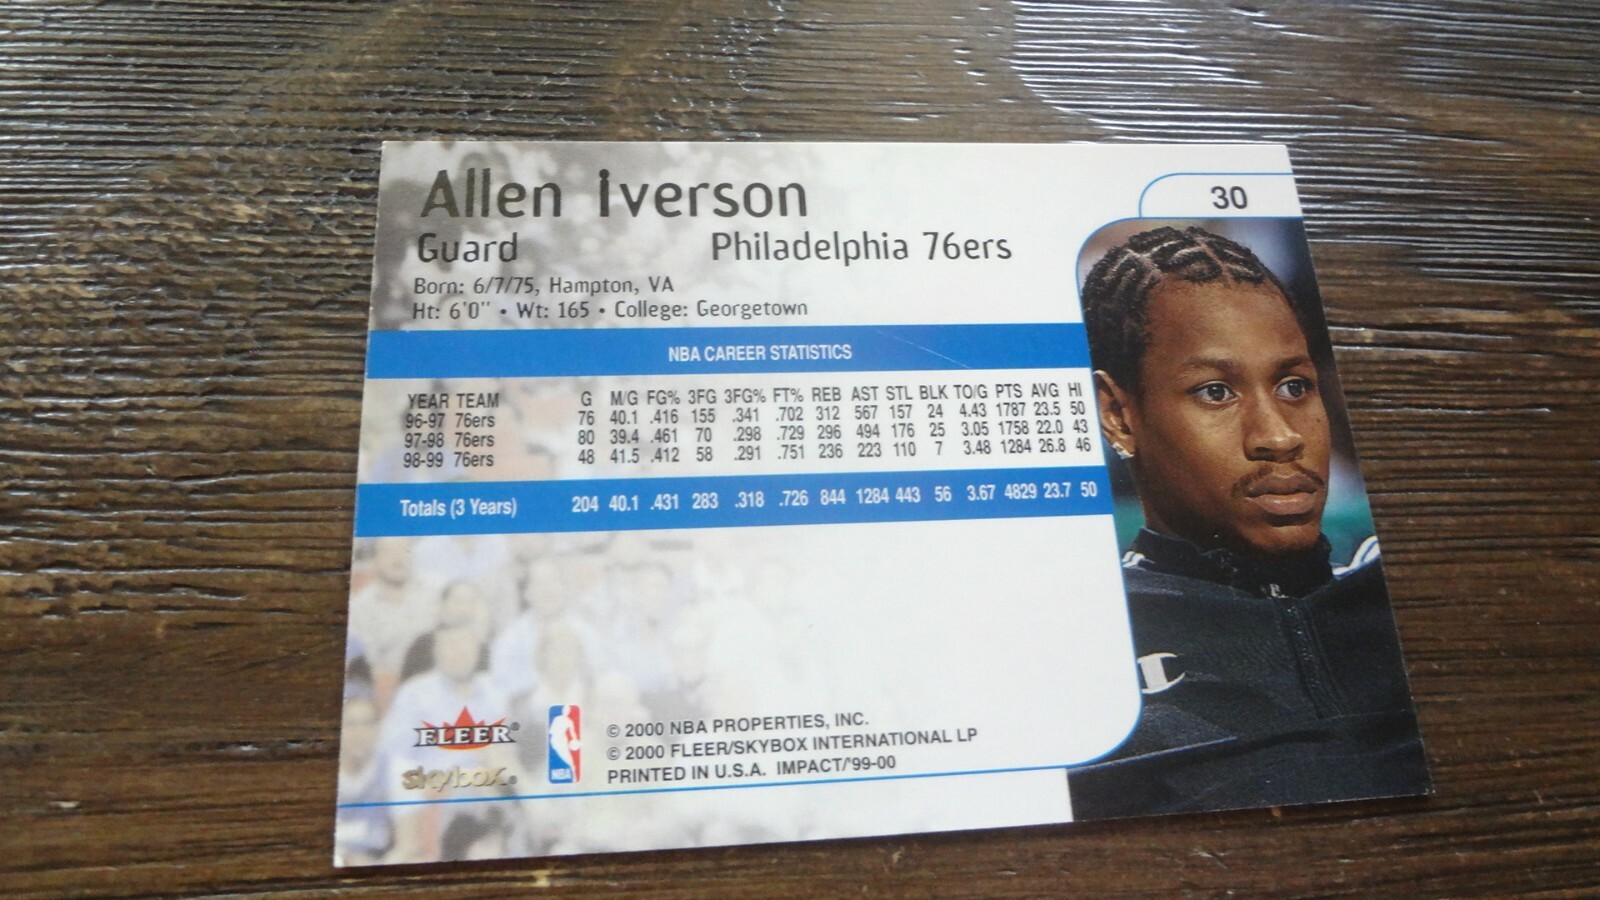 Allen Iverson
30
Guard Philadelphia 76ers
Born: 6/7/75, Hampton, VA
Ht: 6'0" • Wt: 165 • College: Georgetown
NBA CAREER STATISTICS
YEAR TEAM G M/G FG% 3FG 3FG% FT% REB AST STL BLK TO/G PTS AVG HI
96-97 76ers 76 40.1 .416 155 .341 .702 312 567 157 24 4.43 1787 23.5 50
97-98 76ers 80 39.4 .461 70 .298 .729 296 494 176 25 3.05 1758 22.0 43
98-99 76ers 48 41.5 .412 58 .291 .751 236 223 110 7 3.48 1284 26.8 46
Totals (3 Years) 204 40.1 .431 283 .318 .726 844 1284 443 56 3.67 4829 23.7 50
FLEER®
skybox®
NBA
© 2000 NBA PROPERTIES, INC.
© 2000 FLEER/SKYBOX INTERNATIONAL LP
PRINTED IN U.S.A. IMPACT/'99-00